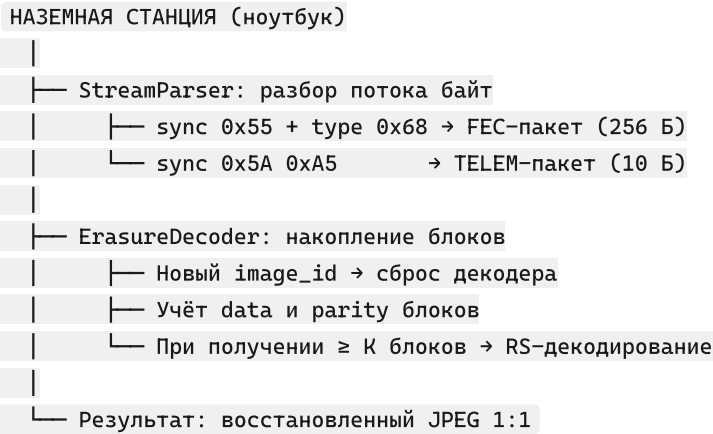 НАЗЕМНАЯ СТАНЦИЯ (ноутбук)
│
├── StreamParser: разбор потока байт
│     ├── sync 0x55 + type 0x68 → FEC-пакет (256 Б)
│     └── sync 0x5A 0xA5       → TELEM-пакет (10 Б)
│
├── ErasureDecoder: накопление блоков
│     ├── Новый image_id → сброс декодера
│     ├── Учёт data и parity блоков
│     └── При получении ≥ K блоков → RS-декодирование
│
└── Результат: восстановленный JPEG 1:1